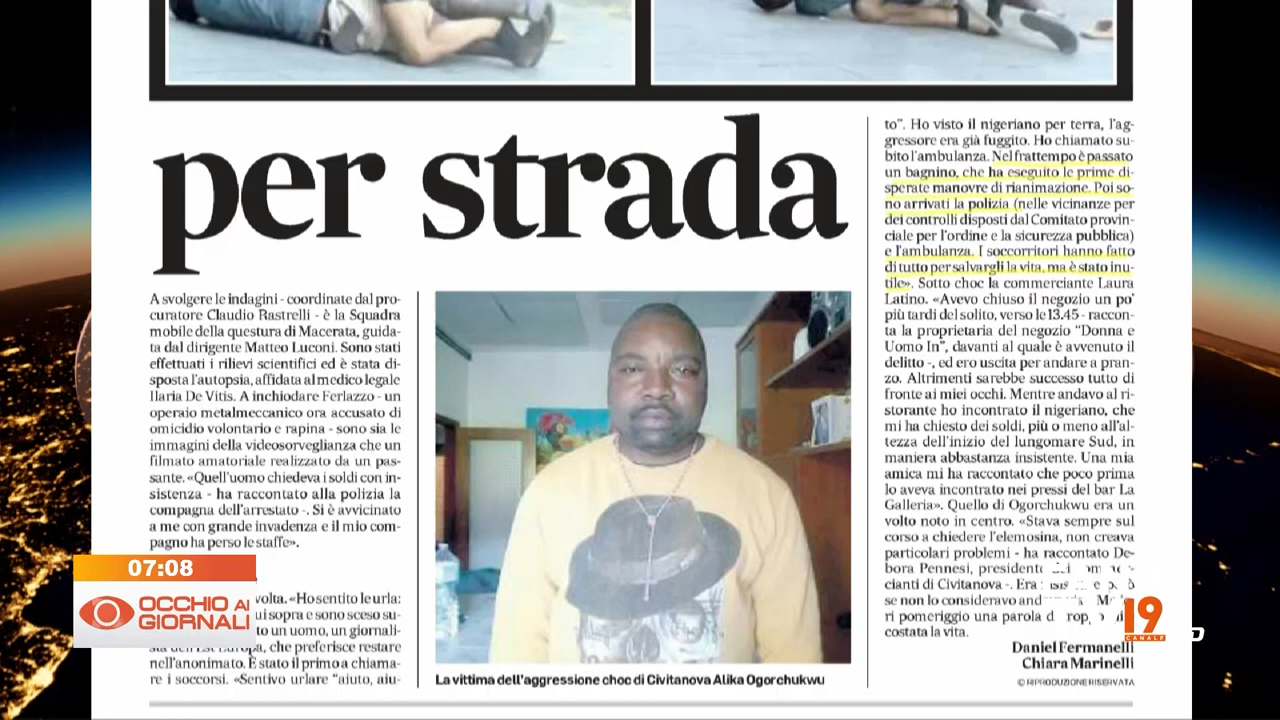 per strada
A svolgere le indagini - coordinate dal pro-
curatore Claudio Rastrelli - è la Squadra
mobile della questura di Macerata, guida-
ta dal dirigente Matteo Luconi. Sono stati
effettuati i rilievi scientifici ed è stata di-
sposta l'autopsia, affidata al medico legale
Ilaria De Vitis. A inchiodare Ferlazzo - un
operaio metalmeccanico ora accusato di
omicidio volontario e rapina - sono sia le
immagini della videosorveglianza che un
filmato amatoriale realizzato da un pas-
sante. «Quell'uomo chiedeva i soldi con in-
sistenza - ha raccontato alla polizia la
compagna dell'arrestato -. Si è avvicinato
a me con grande invadenza e il mio com-
pagno ha perso le staffe».
volta. «Ho sentito le urla:
ui sopra e sono sceso su-
to un uomo, un giornali-
sta dell'Est Europa, che preferisce restare
nell'anonimato. È stato il primo a chiama-
re i soccorsi. «Sentivo urlare "aiuto, aiu-
La vittima dell'aggressione choc di Civitanova Alika Ogorchukwu
to". Ho visto il nigeriano per terra, l'ag-
gressore era già fuggito. Ho chiamato su-
bito l'ambulanza. Nel frattempo è passato
un bagnino, che ha eseguito le prime di-
sperate manovre di rianimazione. Poi so-
no arrivati la polizia (nelle vicinanze per
dei controlli disposti dal Comitato provin-
ciale per l'ordine e la sicurezza pubblica)
e l'ambulanza. I soccorritori hanno fatto
di tutto per salvargli la vita, ma è stato inu-
tile». Sotto choc la commerciante Laura
Latino. «Avevo chiuso il negozio un po'
più tardi del solito, verso le 13.45 - raccon-
ta la proprietaria del negozio "Donna e
Uomo In", davanti al quale è avvenuto il
delitto -, ed ero uscita per andare a pran-
zo. Altrimenti sarebbe successo tutto di
fronte ai miei occhi. Mentre andavo al ri-
storante ho incontrato il nigeriano, che
mi ha chiesto dei soldi, più o meno all'al-
tezza dell'inizio del lungomare Sud, in
maniera abbastanza insistente. Una mia
amica mi ha raccontato che poco prima
lo aveva incontrato nei pressi del bar La
Galleria». Quello di Ogorchukwu era un
volto noto in centro. «Stava sempre sul
corso a chiedere l'elemosina, non creava
particolari problemi - ha raccontato De-
bora Pennesi, presidente
cianti di Civitanova -. Era
se non lo consideravo
ri pomeriggio una parola d
costata la vita.
Daniel Fermanelli
Chiara Marinelli
© RIPRODUZIONE RISERVATA
07:08
OCCHIO AI
GIORNALI
19
CANALE